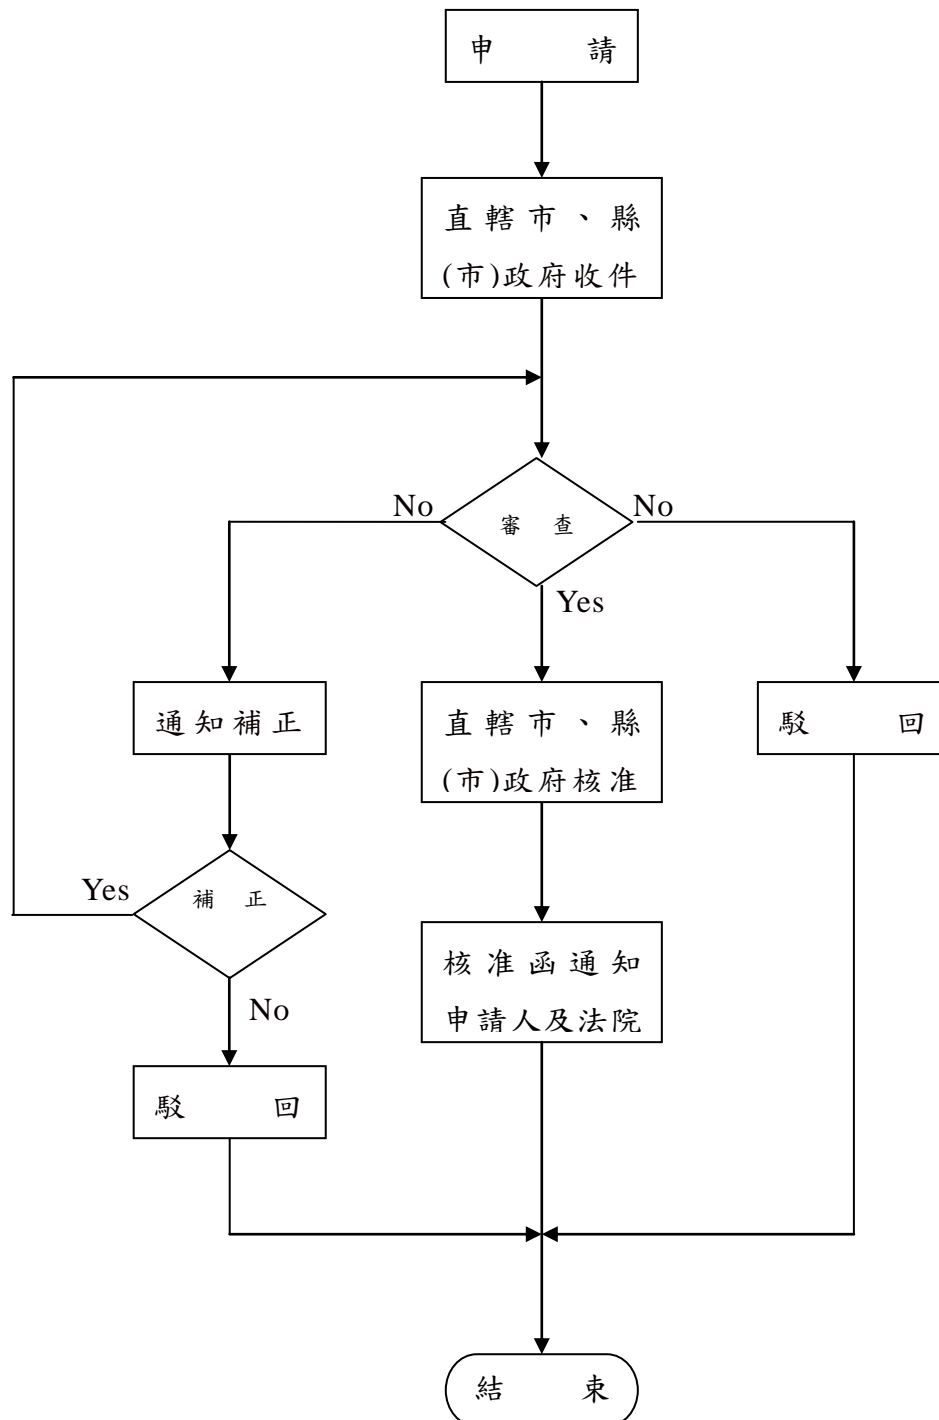 申 請
直轄市、縣
(市)政府收件
No
審 查
No
Yes
通知補正
直轄市、縣
(市)政府核准
駁 回
Yes
補 正
核准函通知
申請人及法院
No
駁 回
結 束